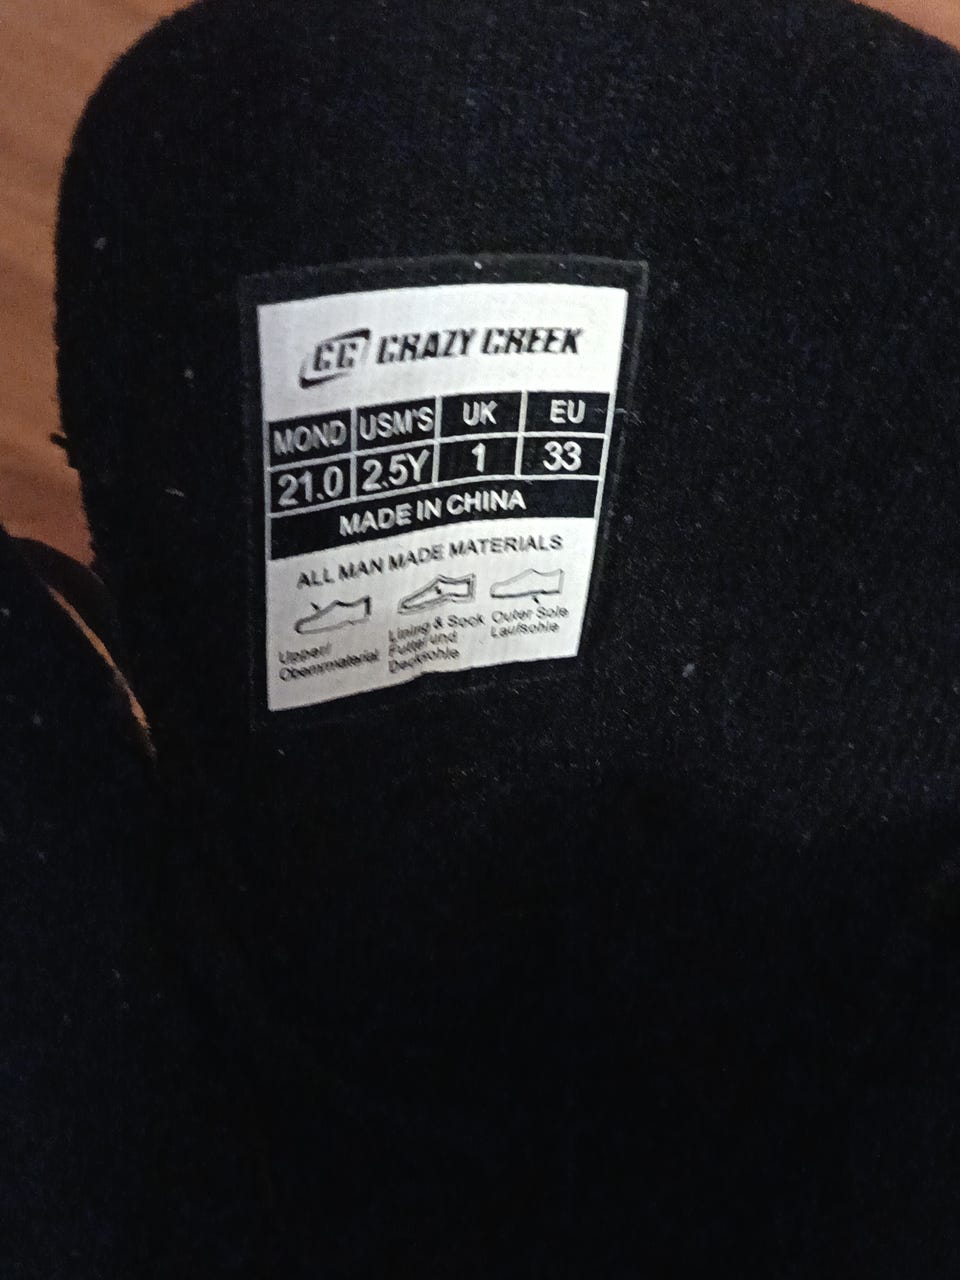 CC CRAZY CREEK
MOND USM'S UK EU
21.0 2.5Y 1 33
MADE IN CHINA
ALL MAN MADE MATERIALS
Upper/ Lining & Sock Outer Sole
Obermaterial Futter und Laufsohle
Decksohle